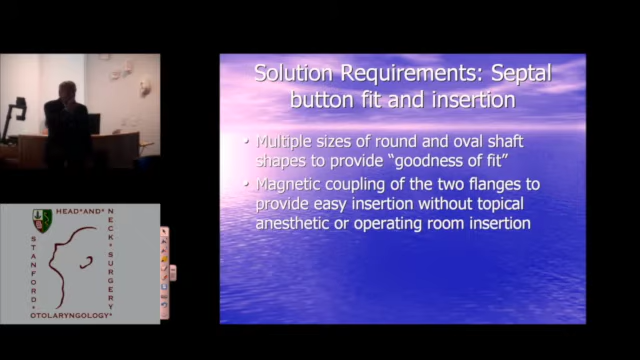 Solution Requirements: Septal
button fit and insertion
• Multiple sizes of round and oval shaft
shapes to provide "goodness of fit"
• Magnetic coupling of the two flanges to
provide easy insertion without topical
anesthetic or operating room insertion
HEAD*AND*
NECK*SURGERY
STANFORD
OTOLARYNGOLOGY*